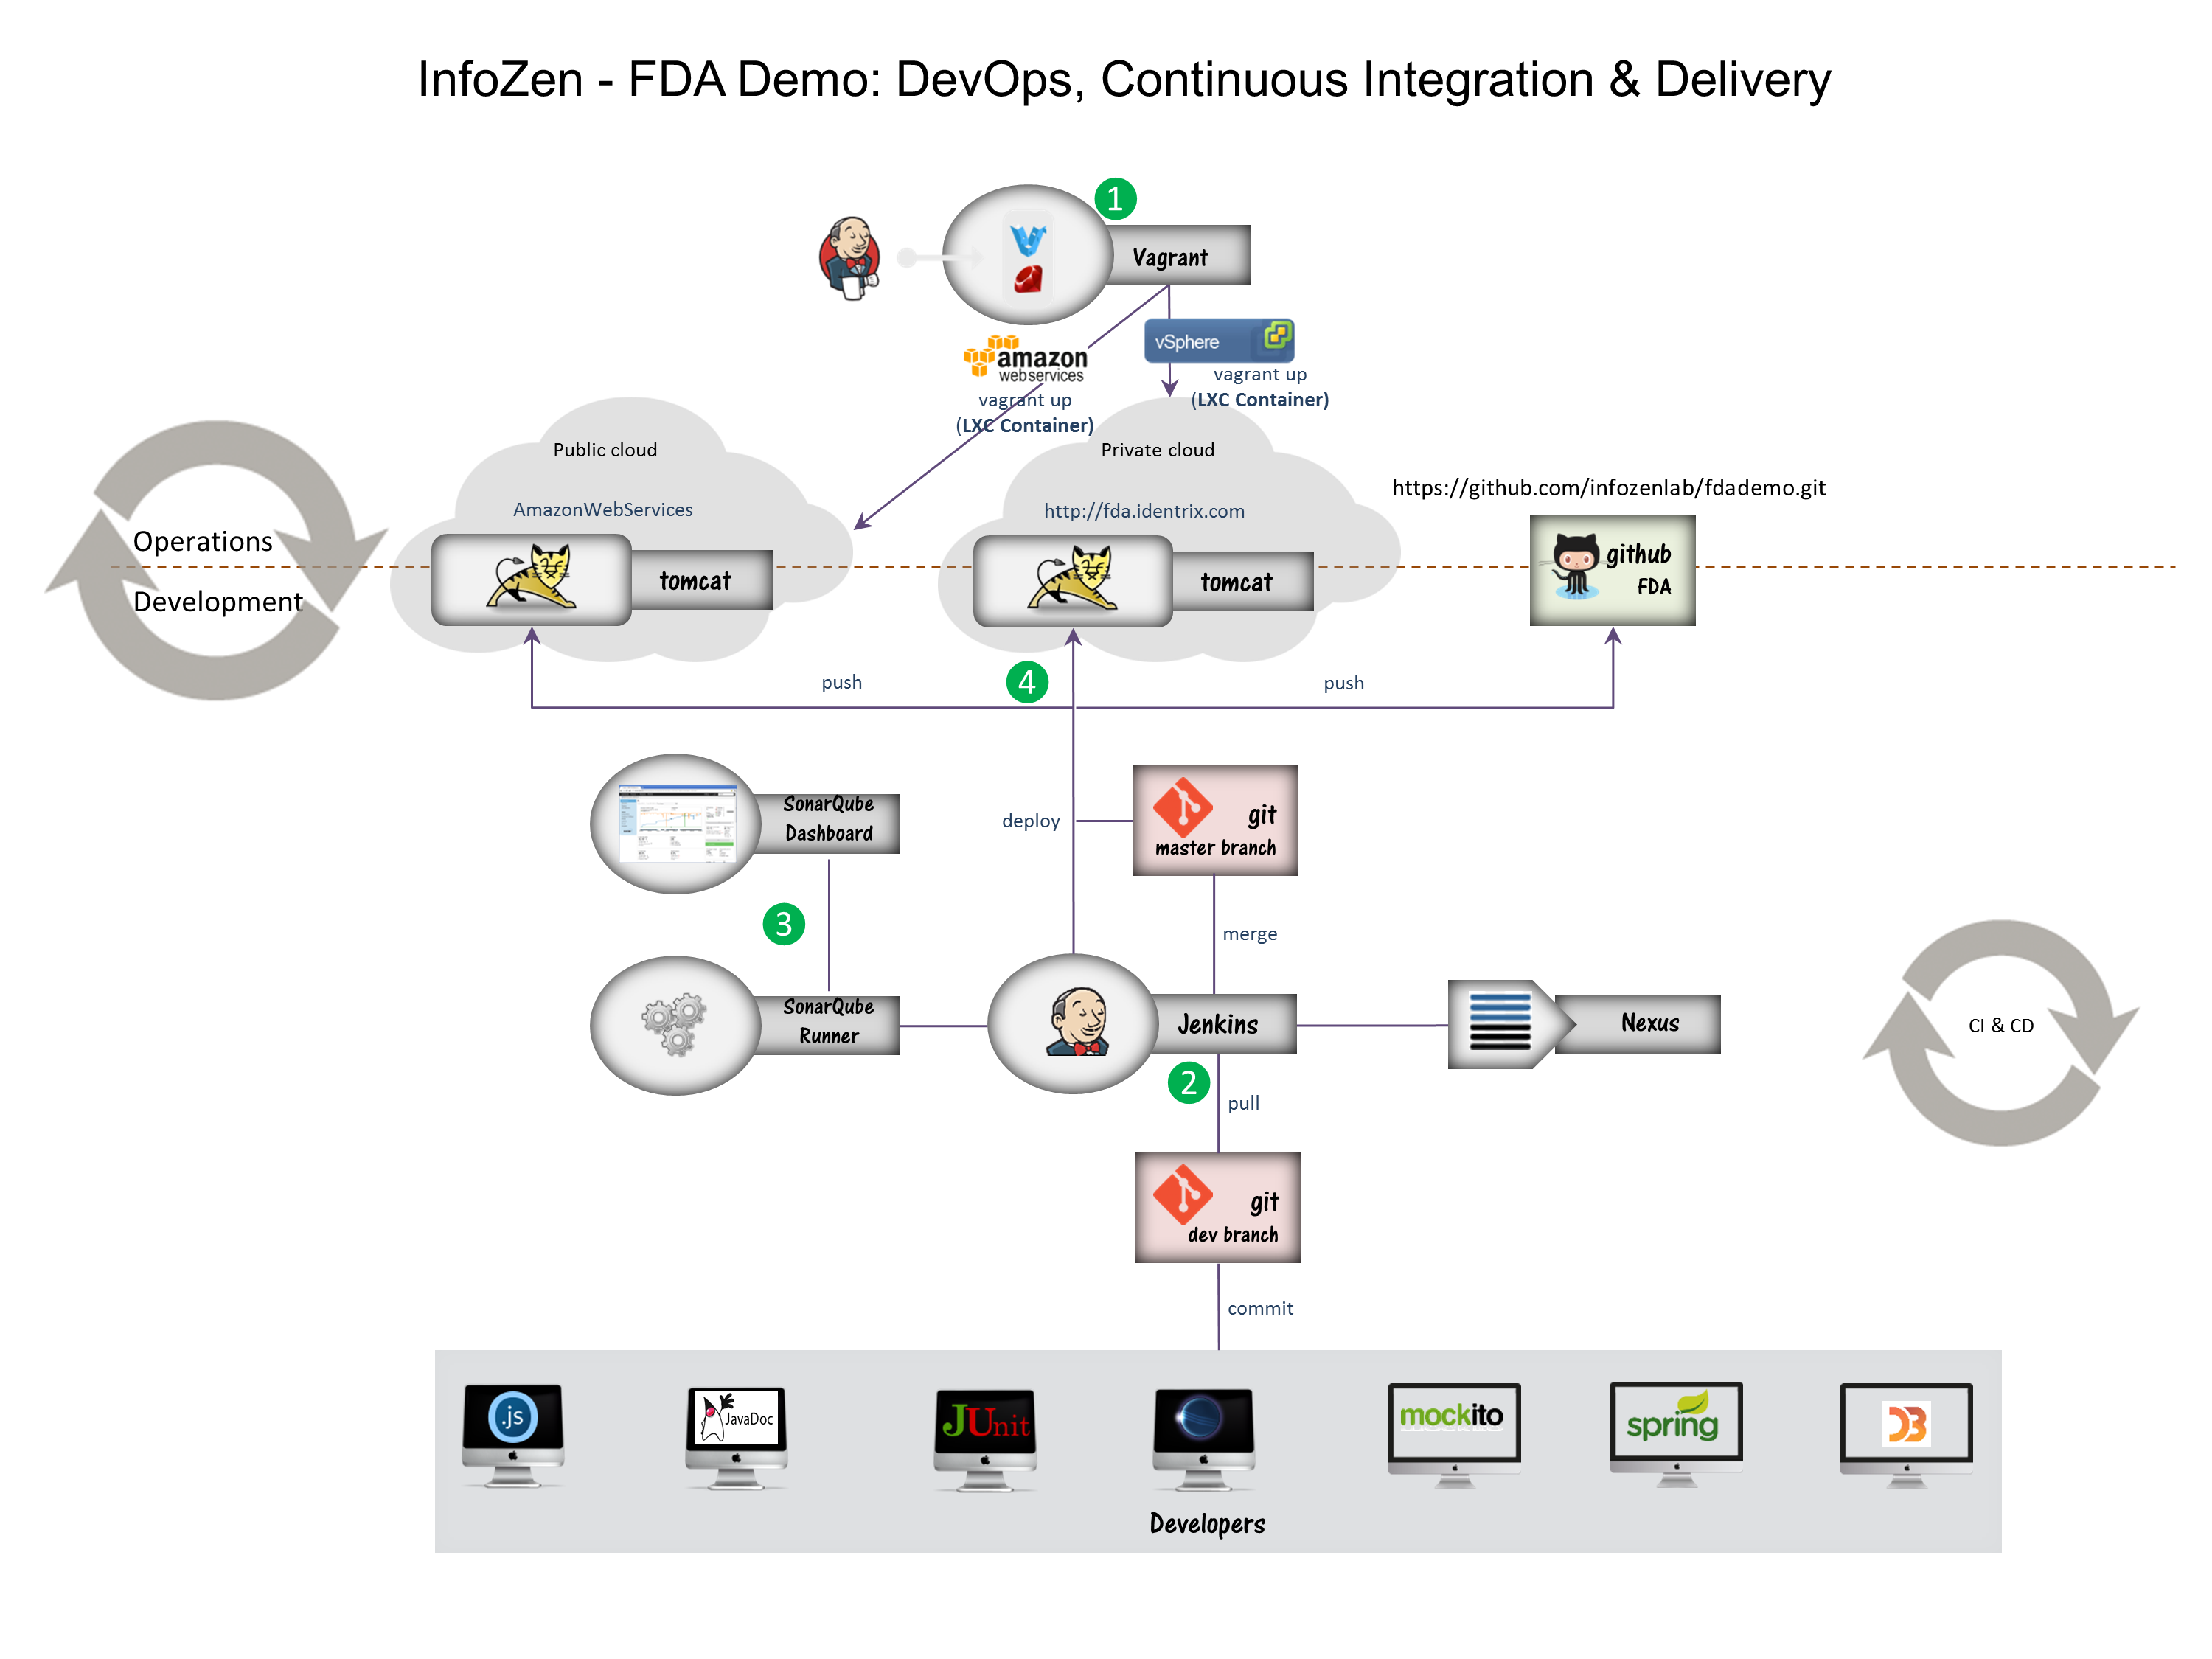 InfoZen - FDA Demo: DevOps, Continuous Integration & Delivery
1
Vagrant
vSphere
amazon
webservices
vagrant up
(LXC Container)
vagrant up
(LXC Container)
Public cloud
Private cloud
https://github.com/infozenlab/fdademo.git
AmazonWebServices
http://fda.identrix.com
Operations
Development
tomcat
tomcat
github
FDA
push
4
push
SonarQube
Dashboard
deploy
git
master branch
3
merge
SonarQube
Runner
Jenkins
Nexus
CI & CD
2
pull
git
dev branch
commit
.js
JavaDoc
JUnit
mockito
spring
D3
Developers